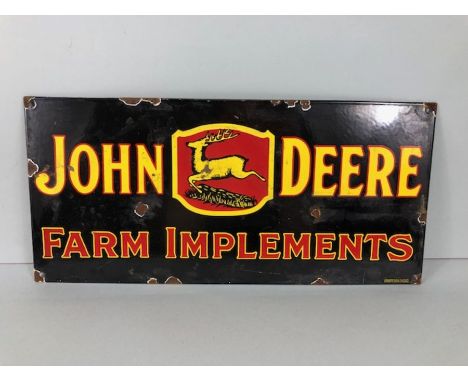 JOHN DEERE
FARM IMPLEMENTS